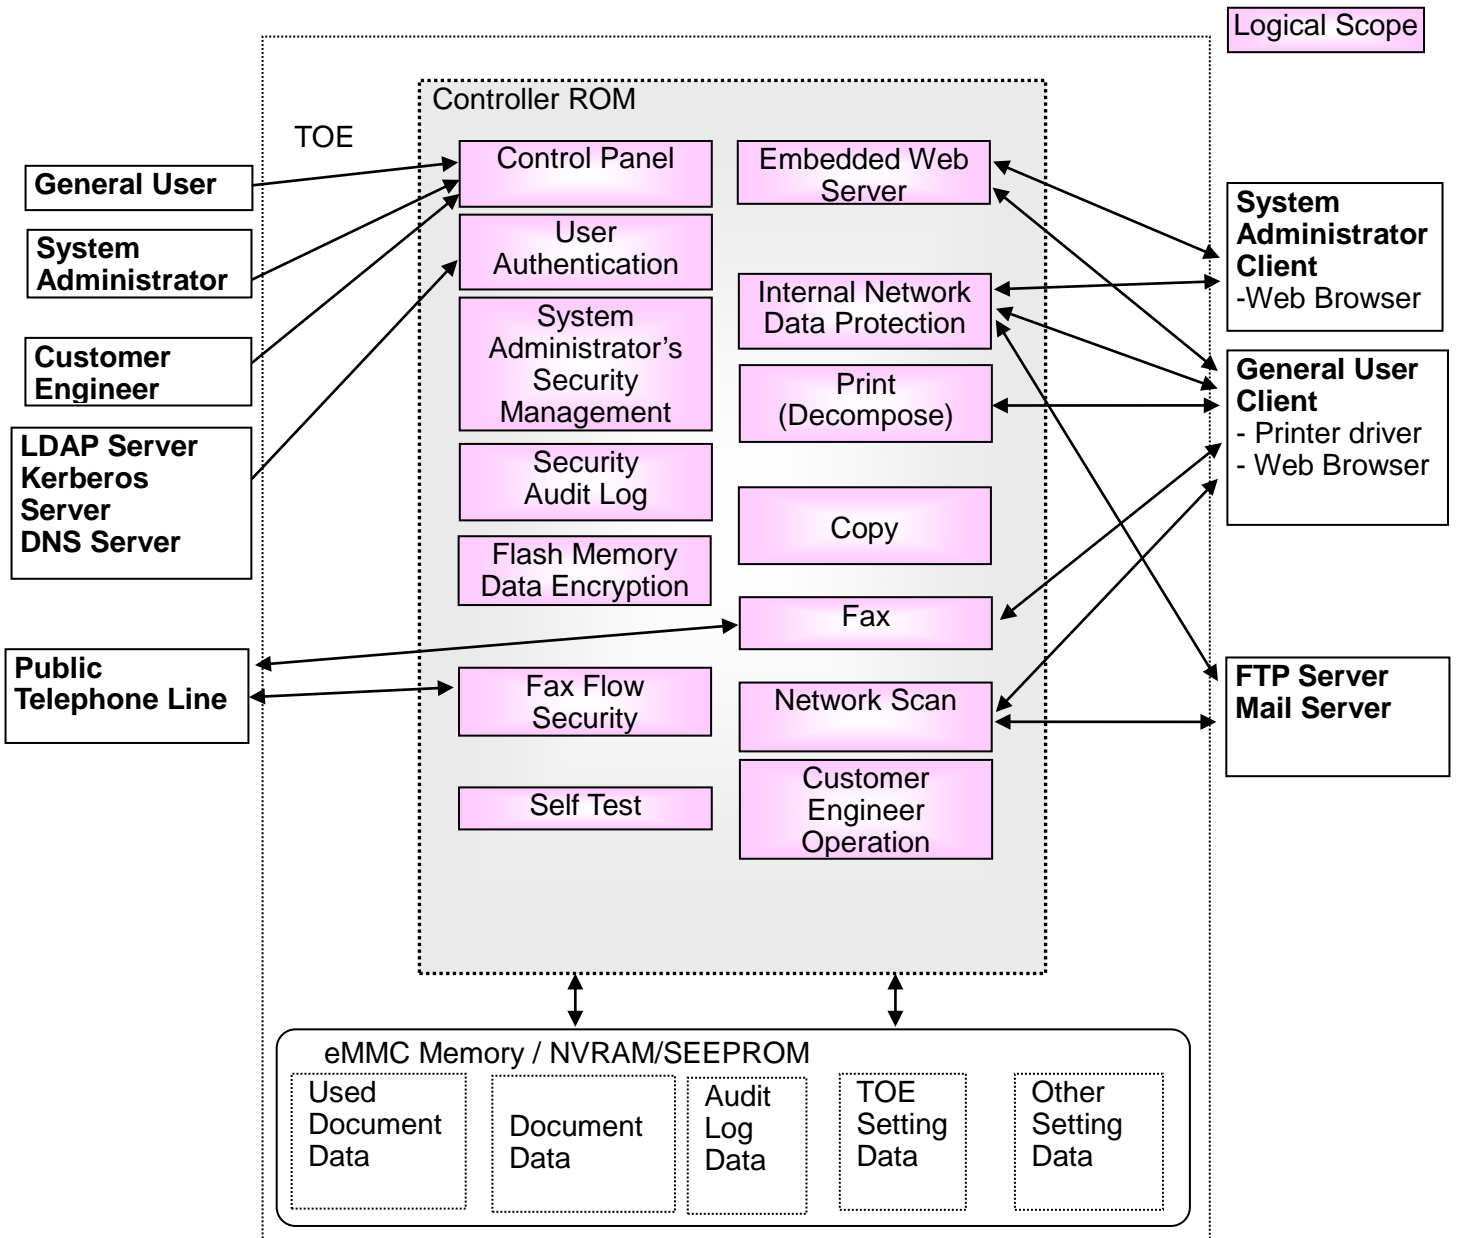 Logical Scope
Controller ROM
TOE
General User
System
Administrator
Customer
Engineer
LDAP Server
Kerberos
Server
DNS Server
Public
Telephone Line
Control Panel
User
Authentication
System
Administrator's
Security
Management
Security
Audit Log
Flash Memory
Data Encryption
Fax Flow
Security
Self Test
Embedded Web
Server
Internal Network
Data Protection
Print
(Decompose)
Copy
Fax
Network Scan
Customer
Engineer
Operation
System
Administrator
Client
-Web Browser
General User
Client
- Printer driver
- Web Browser
FTP Server
Mail Server
eMMC Memory / NVRAM/SEEPROM
Used
Document
Data
Document
Data
Audit
Log
Data
TOE
Setting
Data
Other
Setting
Data